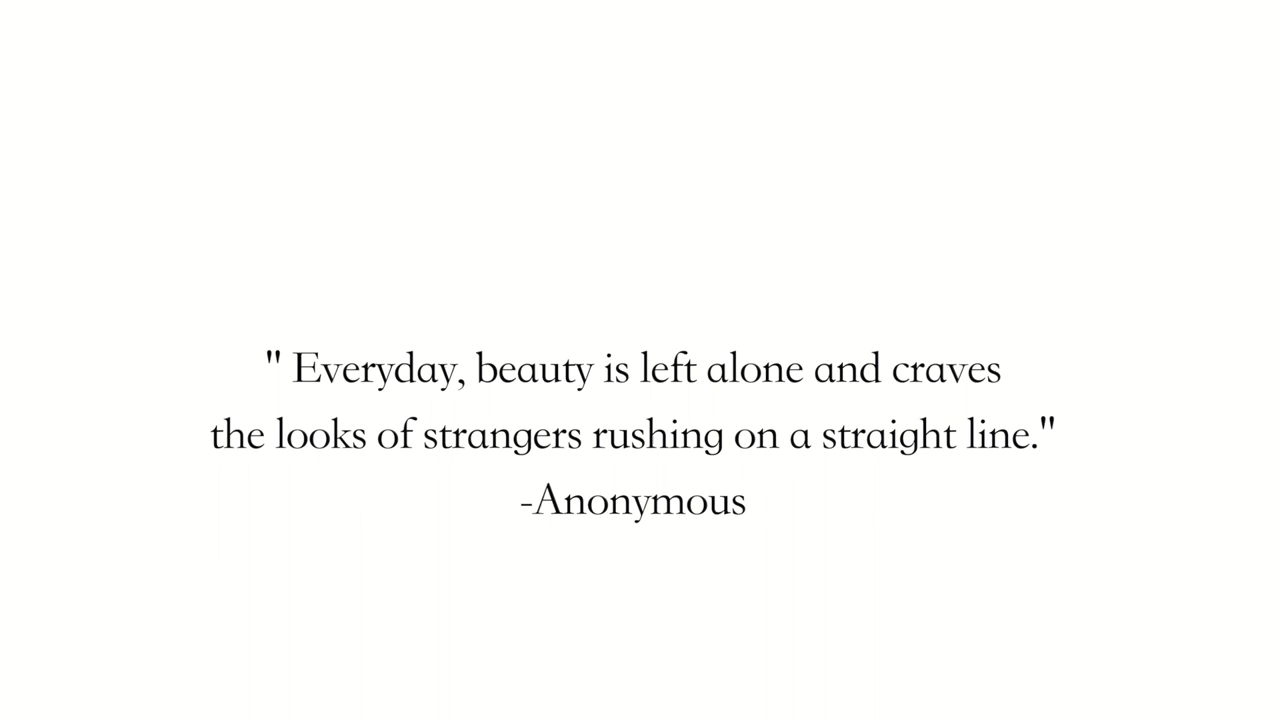 " Everyday, beauty is left alone and craves
the looks of strangers rushing on a straight line."
-Anonymous